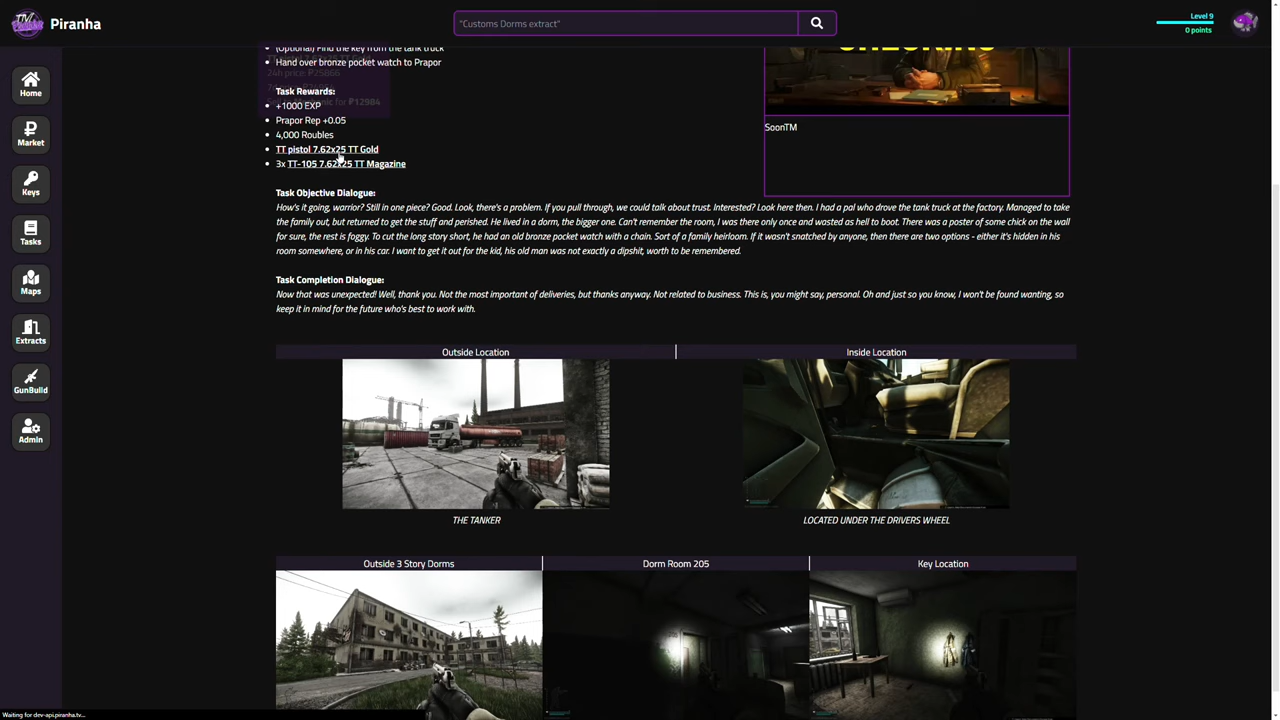 Piranha
"Customs Dorms extract"
Level 9
0 points
Home
Market
Keys
Tasks
Maps
Extracts
GunBuild
Admin
(Optional) Find the key from the tank truck
Hand over bronze pocket watch to Prapor
24h price: ₽25866
for ₽12984
Task Rewards:
+1000 EXP
Prapor Rep +0.05
4,000 Roubles
TT pistol 7.62x25 TT Gold
3x TT-105 7.62x25 TT Magazine
CHECKING
SoonTM
Task Objective Dialogue:
How's it going, warrior? Still in one piece? Good. Look, there's a problem. If you pull through, we could talk about trust. Interested? Look here then. I had a pal who drove the tank truck at the factory. Managed to
take the family out, but returned to get the stuff and perished. He lived in a dorm, the bigger one. Can't remember the room, I was there only once and wasted as hell to boot. There was a poster of some chick on the wall
for sure, the rest is foggy. To cut the long story short, he had an old bronze pocket watch with a chain. Sort of a family heirloom. If it wasn't snatched by anyone, then there are two options - either it's hidden in his
room somewhere, or in his car. I want to get it out for the kid, his old man was not exactly a dipshit, worth to be remembered.
Task Completion Dialogue:
Now that was unexpected! Well, thank you. Not the most important of deliveries, but thanks anyway. Not related to business. This is, you might say, personal. Oh and just so you know, I won't be found wanting, so
keep it in mind for the future who's best to work with.
Outside Location
Inside Location
THE TANKER
LOCATED UNDER THE DRIVERS WHEEL
Outside 3 Story Dorms
Dorm Room 205
Key Location
Waiting for dev-api.piranha.tv...